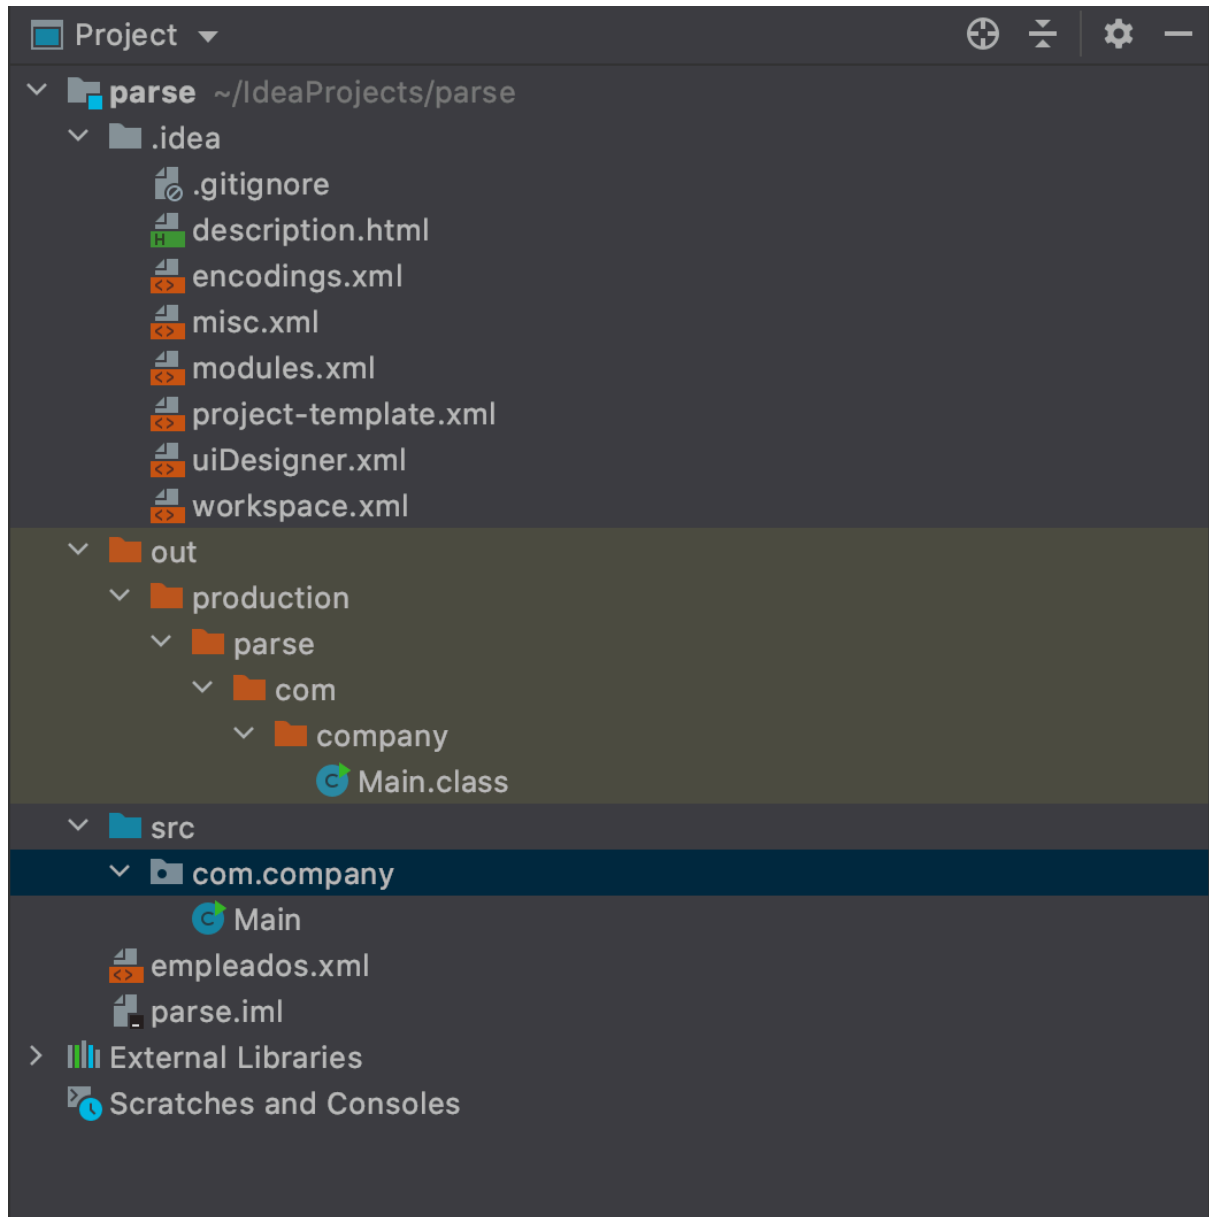 Project
parse ~/IdeaProjects/parse
.idea
.gitignore
description.html
encodings.xml
misc.xml
modules.xml
project-template.xml
uiDesigner.xml
workspace.xml
out
production
parse
com
company
Main.class
src
com.company
Main
empleados.xml
parse.iml
External Libraries
Scratches and Consoles